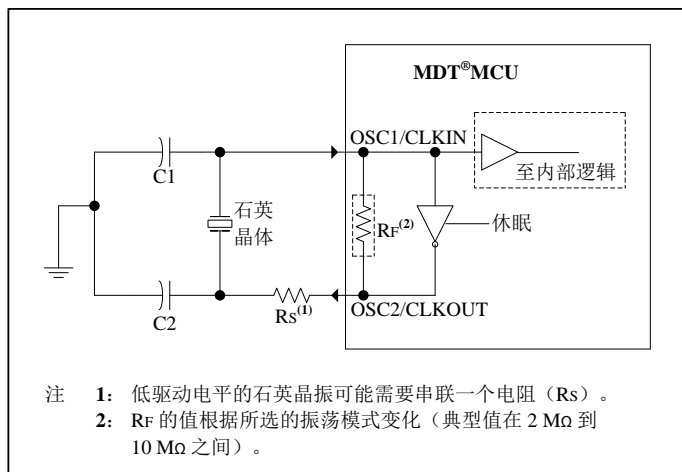 MDT®MCU
OSC1/CLKIN
C1
至内部逻辑
石英
晶体
RF(2)
休眠
C2
RS(1)
OSC2/CLKOUT
注 1: 低驱动电平的石英晶振可能需要串联一个电阻（Rs）。
2: RF 的值根据所选的振荡模式变化（典型值在 2 MΩ 到
10 MΩ 之间）。